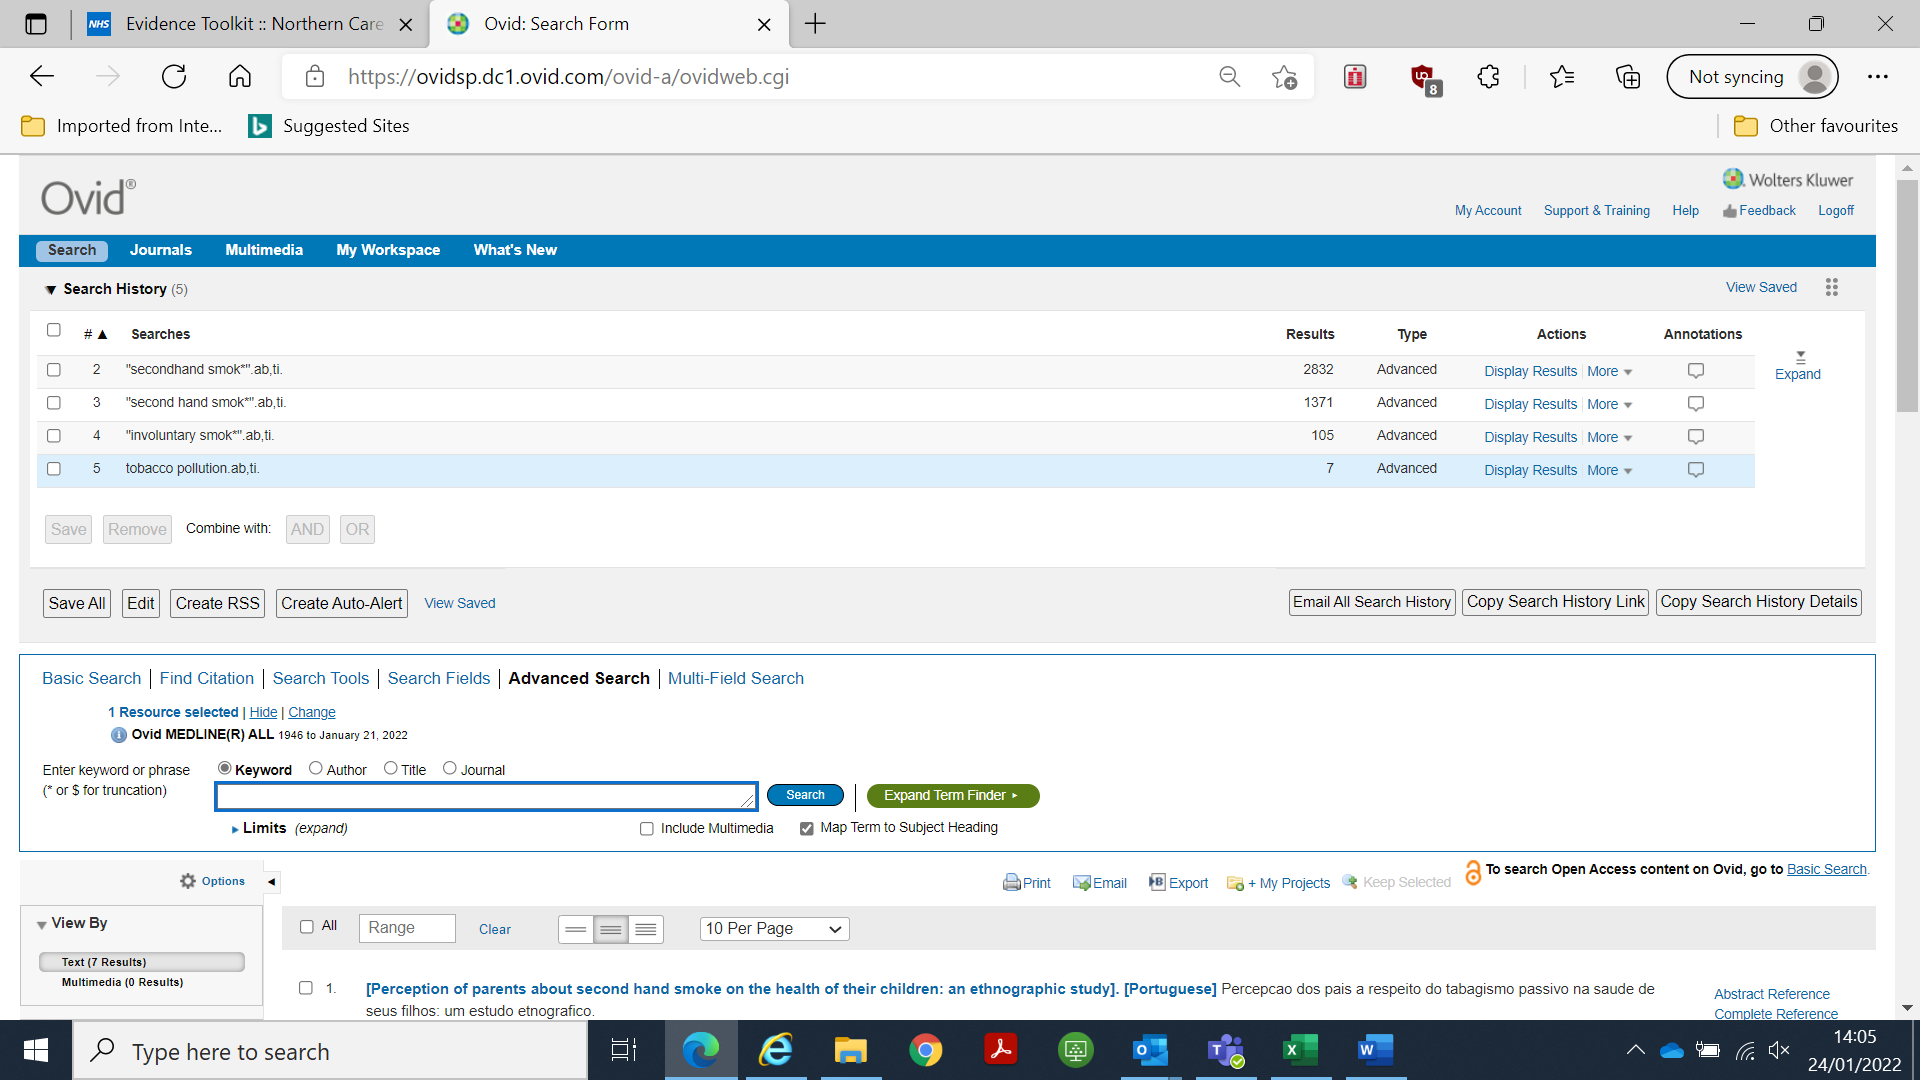 Evidence Toolkit :: Northern Care
Ovid: Search Form
https://ovidsp.dc1.ovid.com/ovid-a/ovidweb.cgi
8
Not syncing
Imported from Inte...
Suggested Sites
Other favourites
Ovid®
Wolters Kluwer
My Account Support & Training Help Feedback Logoff
Search Journals Multimedia My Workspace What's New
Search History (5)
View Saved
# ▲ Searches Results Type Actions Annotations
2 "secondhand smok*".ab,ti. 2832 Advanced Display Results More
3 "second hand smok*".ab,ti. 1371 Advanced Display Results More
4 "involuntary smok*".ab,ti. 105 Advanced Display Results More
5 tobacco pollution.ab,ti. 7 Advanced Display Results More
Expand
Save Remove Combine with: AND OR
Save All Edit Create RSS Create Auto-Alert View Saved
Email All Search History Copy Search History Link Copy Search History Details
Basic Search | Find Citation | Search Tools | Search Fields | Advanced Search | Multi-Field Search
1 Resource selected | Hide | Change
Ovid MEDLINE(R) ALL 1946 to January 21, 2022
Enter keyword or phrase
(* or $ for truncation)
Keyword Author Title Journal
Search Expand Term Finder
Limits (expand) Include Multimedia Map Term to Subject Heading
Options
Print Email Export + My Projects Keep Selected
To search Open Access content on Ovid, go to Basic Search.
View By
Text (7 Results)
Multimedia (0 Results)
All Range Clear 10 Per Page
1. [Perception of parents about second hand smoke on the health of their children: an ethnographic study]. [Portuguese] Percepcao dos pais a respeito do tabagismo passivo na saude de
seus filhos: um estudo etnografico.
Abstract Reference
Complete Reference
Type here to search
14:05
24/01/2022